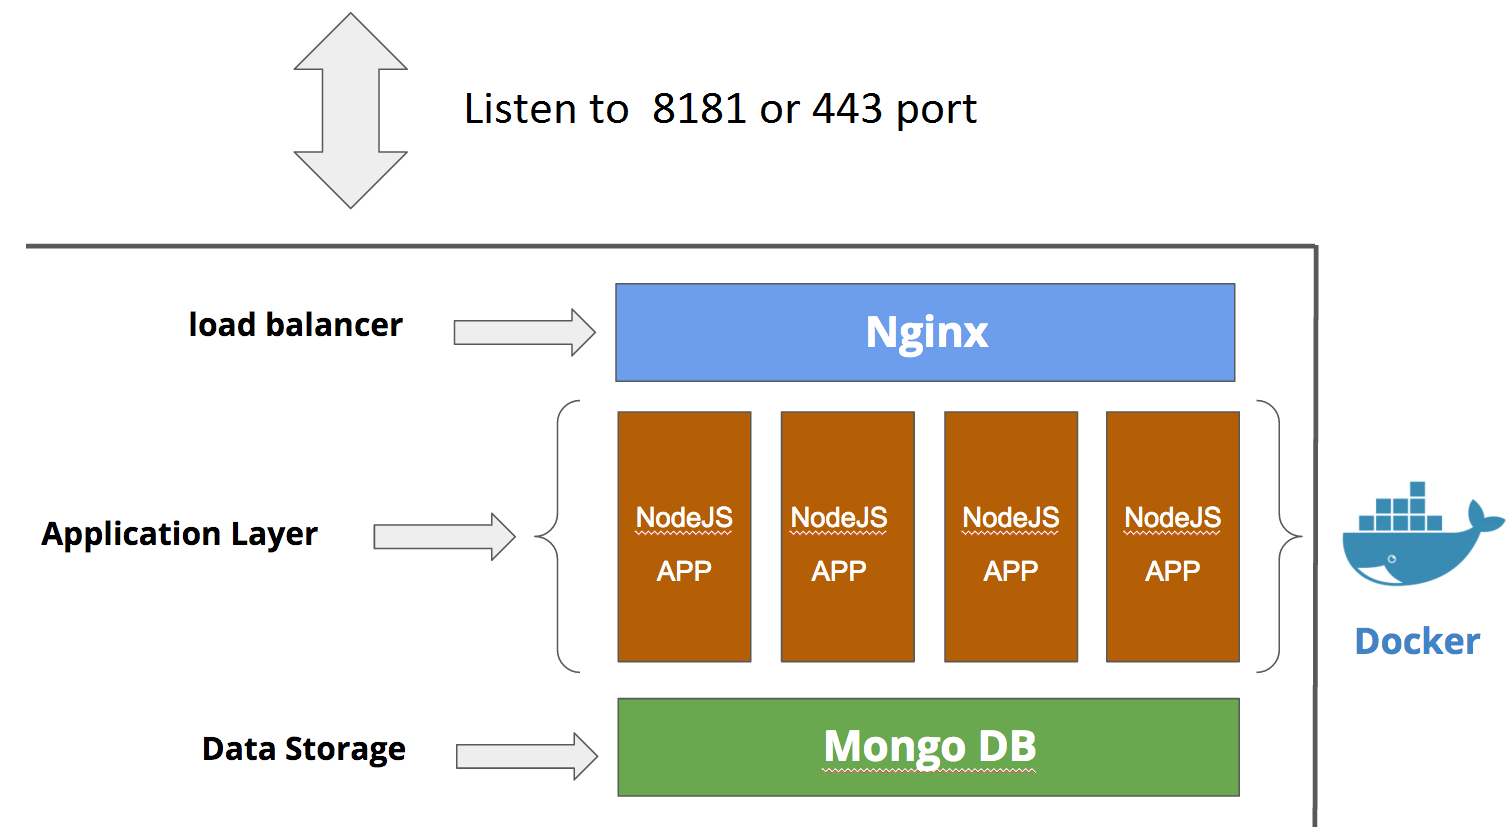 Listen to  8181 or 443 port
load balancer
Nginx
Application Layer
NodeJS
APP
NodeJS
APP
NodeJS
APP
NodeJS
APP
Docker
Data Storage
Mongo DB